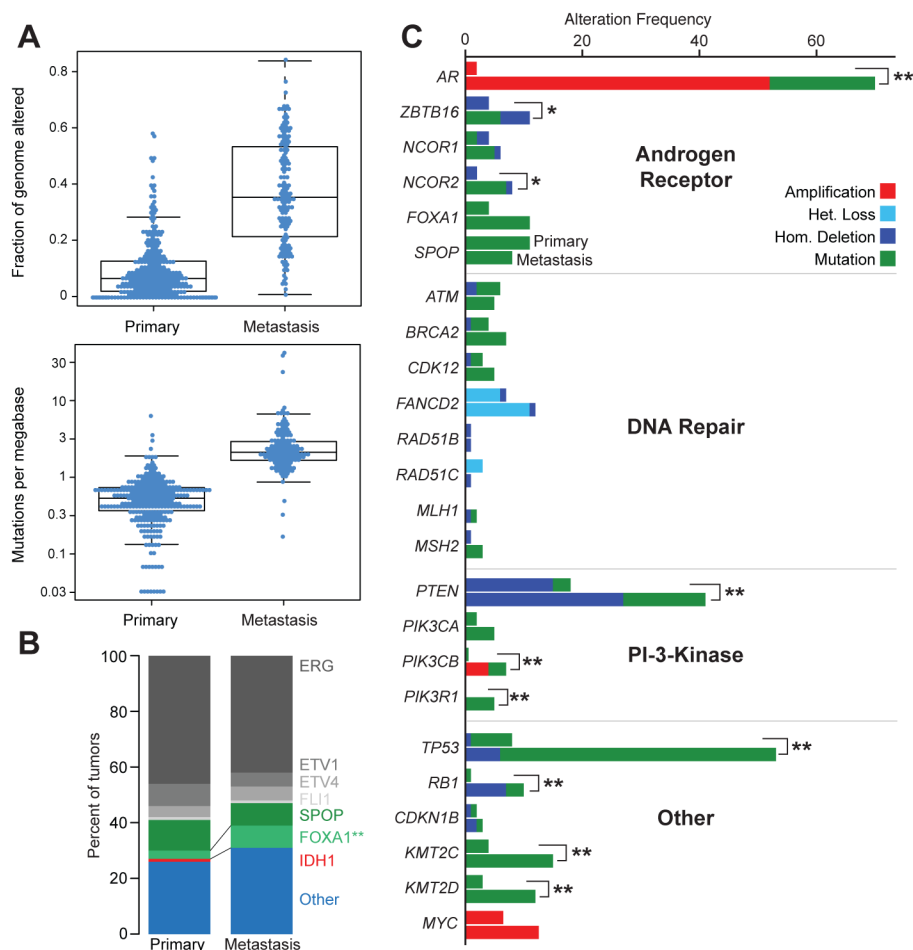 A
Fraction of genome altered
0.8
0.6
0.4
0.2
0
Primary
Metastasis
Mutations per megabase
30
10
3
1
0.3
0.1
0.03
Primary
Metastasis
B
Percent of tumors
100
80
60
40
20
0
ERG
ETV1
ETV4
FLI1
SPOP
FOXA1**
IDH1
Other
Primary
Metastasis
C
Alteration Frequency
0
20
40
60
AR
**
ZBTB16
*
NCOR1
NCOR2
*
FOXA1
SPOP
Primary
Metastasis
Androgen
Receptor
Amplification
Het. Loss
Hom. Deletion
Mutation
ATM
BRCA2
CDK12
FANCD2
RAD51B
RAD51C
MLH1
MSH2
DNA Repair
PTEN
**
PIK3CA
PIK3CB
**
PIK3R1
**
PI-3-Kinase
TP53
**
RB1
**
CDKN1B
KMT2C
**
KMT2D
**
MYC
Other